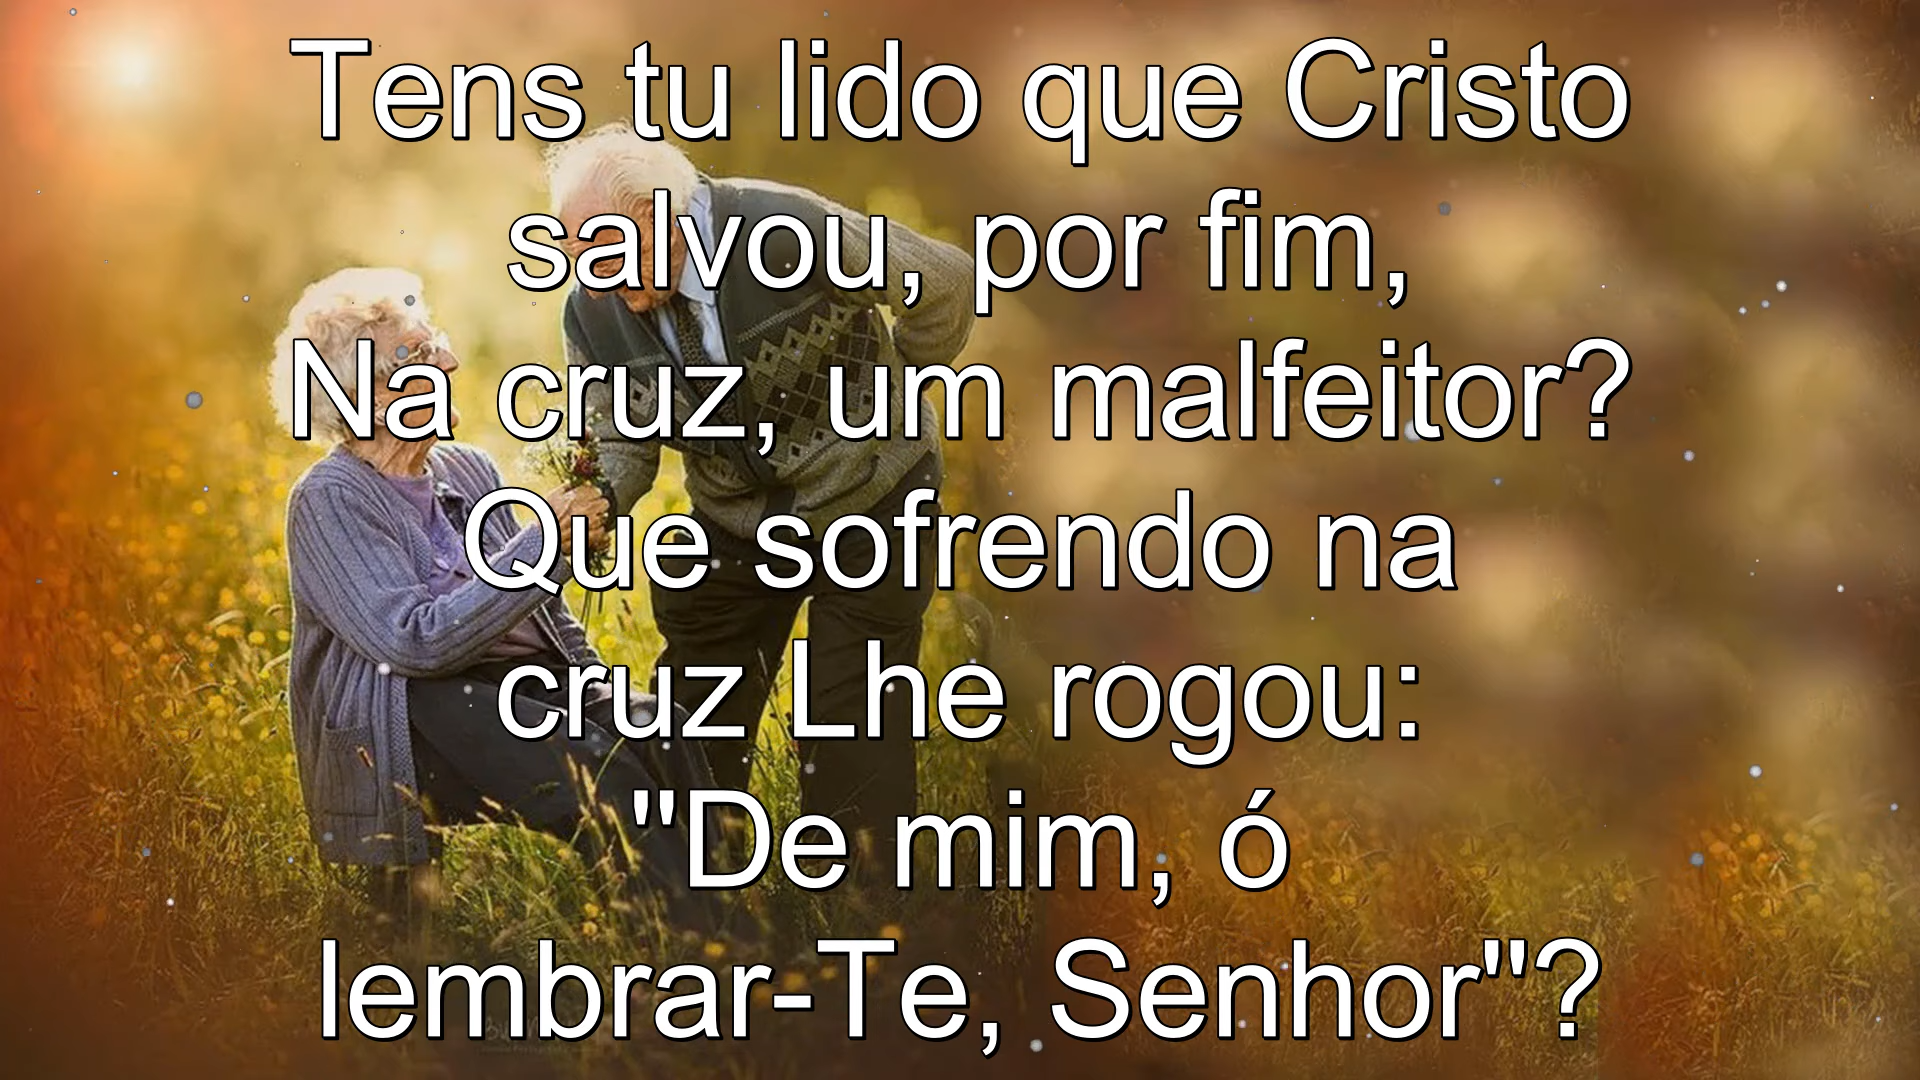 Tens tu lido que Cristo
salvou, por fim,
Na cruz, um malfeitor?
Que sofrendo na
cruz Lhe rogou:
"De mim, ó
lembrar-Te, Senhor"?